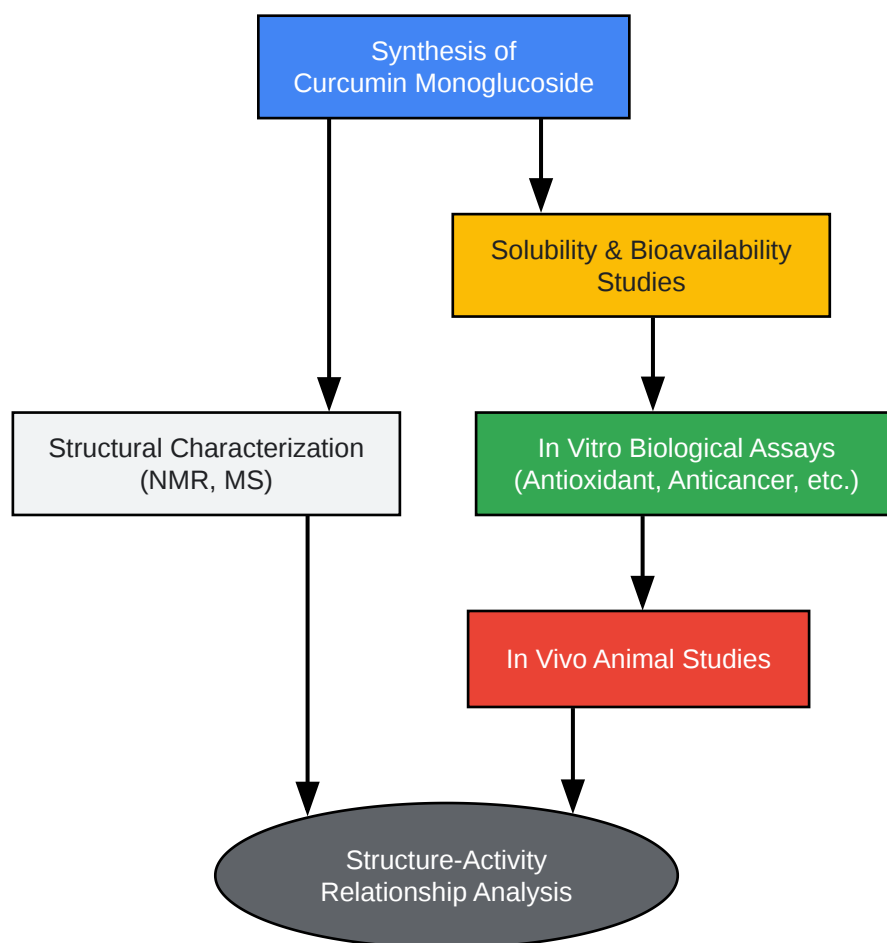 Synthesis of
Curcumin Monoglucoside
Solubility & Bioavailability
Studies
Structural Characterization
(NMR, MS)
In Vitro Biological Assays
(Antioxidant, Anticancer, etc.)
In Vivo Animal Studies
Structure-Activity
Relationship Analysis